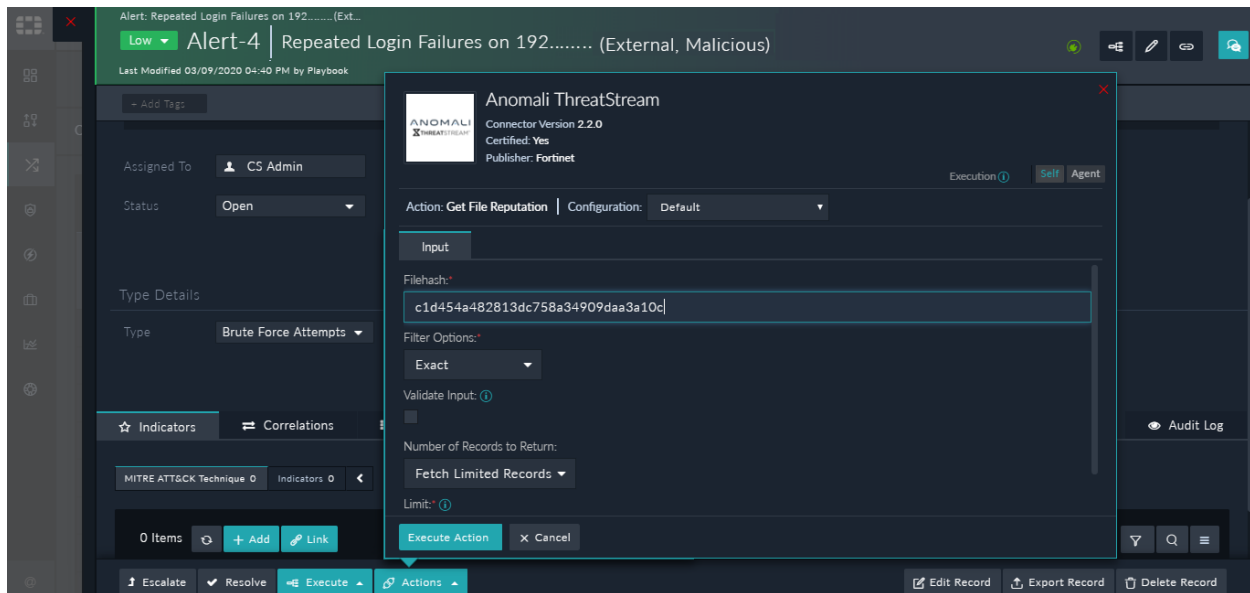 Alert: Repeated Login Failures on 192.........(Ext...
Low Alert-4 Repeated Login Failures on 192........ (External, Malicious)
Last Modified 03/09/2020 04:40 PM by Playbook
+ Add Tags
Assigned To CS Admin
Status Open
Type Details
Type Brute Force Attempts
Indicators Correlations Audit Log
MITRE ATT&CK Technique 0 Indicators 0
0 Items + Add Link
Escalate Resolve Execute Actions Edit Record Export Record Delete Record
ANOMALI
THREATSTREAM
Anomali ThreatStream
Connector Version 2.2.0
Certified: Yes
Publisher: Fortinet
Execution Self Agent
Action: Get File Reputation Configuration: Default
Input
Filehash:*
c1d454a482813dc758a34909daa3a10c
Filter Options:*
Exact
Validate Input:
Number of Records to Return:
Fetch Limited Records
Limit:*
Execute Action X Cancel